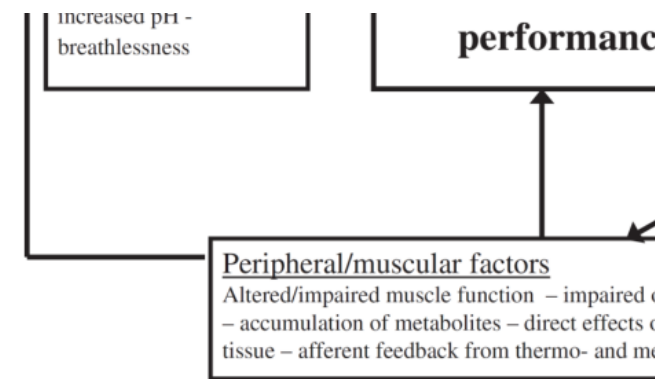 increased pH -
breathlessness
performanc
Peripheral/muscular factors
Altered/impaired muscle function – impaired
– accumulation of metabolites – direct effects
tissue – afferent feedback from thermo- and me